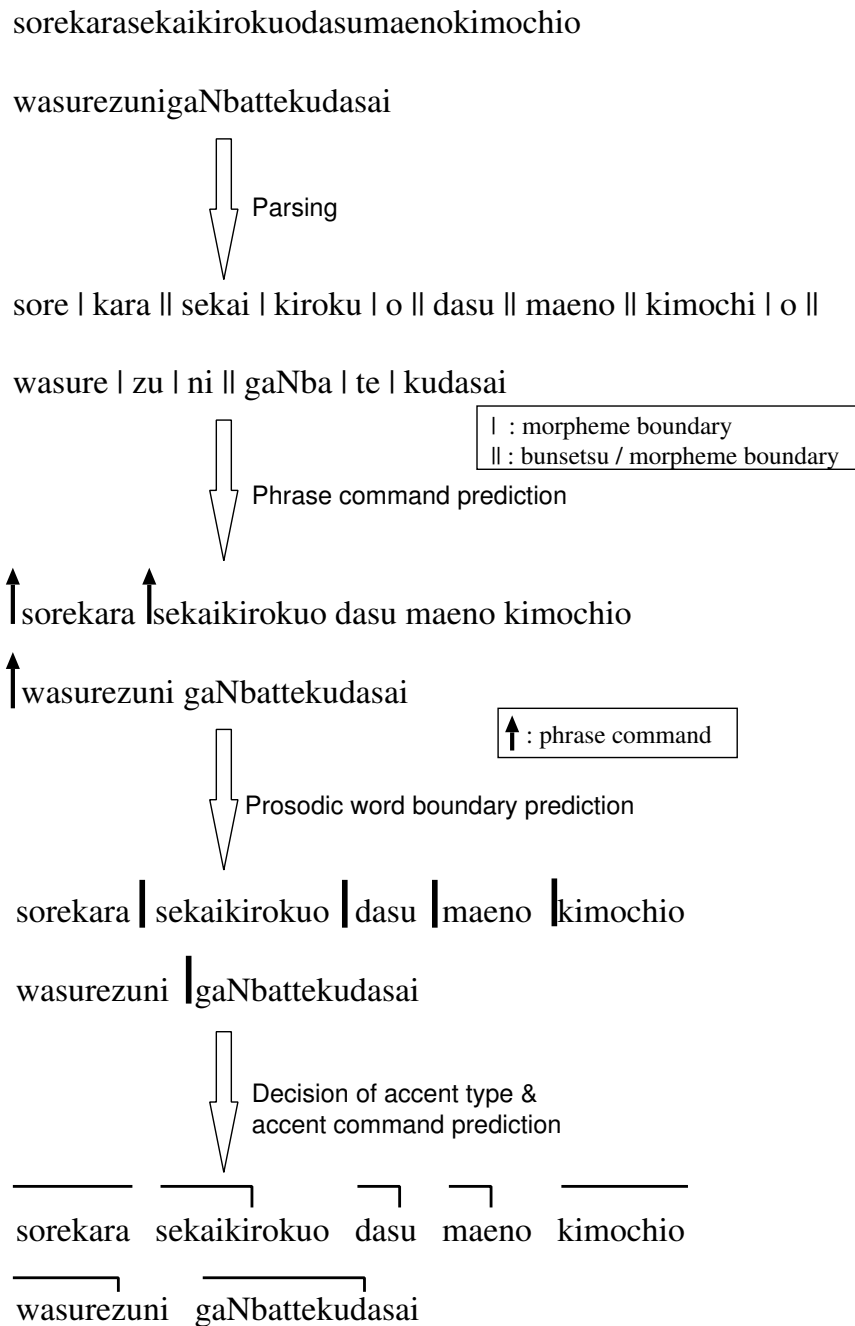 sorekarasekaikirokuodasumaenokimochio
wasurezunigaNbattekudasai
Parsing
sore | kara || sekai | kiroku | o || dasu || maeno || kimochi | o ||
wasure | zu | ni || gaNba | te | kudasai
| : morpheme boundary
|| : bunsetsu / morpheme boundary
Phrase command prediction
sorekara sekaikirokuo dasu maeno kimochio
wasurezuni gaNbattekudasai
: phrase command
Prosodic word boundary prediction
sorekara | sekaikirokuo | dasu | maeno | kimochio
wasurezuni | gaNbattekudasai
Decision of accent type &
accent command prediction
sorekara sekaikirokuo dasu maeno kimochio
wasurezuni gaNbattekudasai